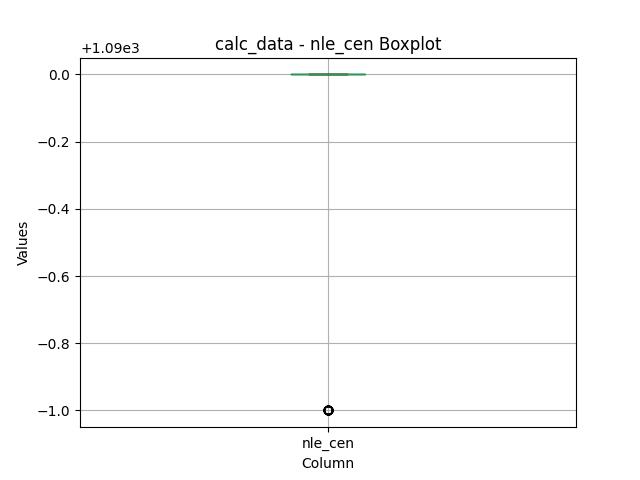 calc_data - nle_cen Boxplot
+1.09e3
0.0
−0.2
−0.4
−0.6
−0.8
−1.0
Values
nle_cen
Column